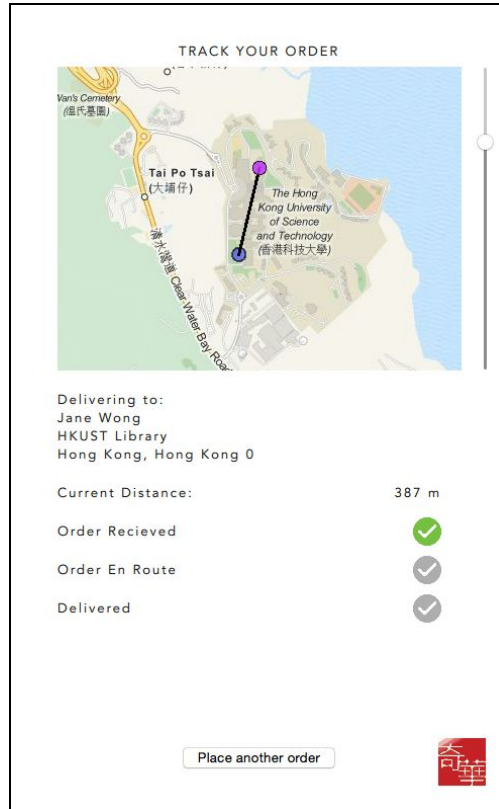 TRACK YOUR ORDER
Van's Cemetery
(溫氏墓園)
Tai Po Tsai
(大埔仔)
The Hong
Kong University
of Science
and Technology
(香港科技大學)
清水灣道 Clear Water Bay Road
Delivering to:
Jane Wong
HKUST Library
Hong Kong, Hong Kong 0
Current Distance: 387 m
Order Recieved
Order En Route
Delivered
Place another order
奇華